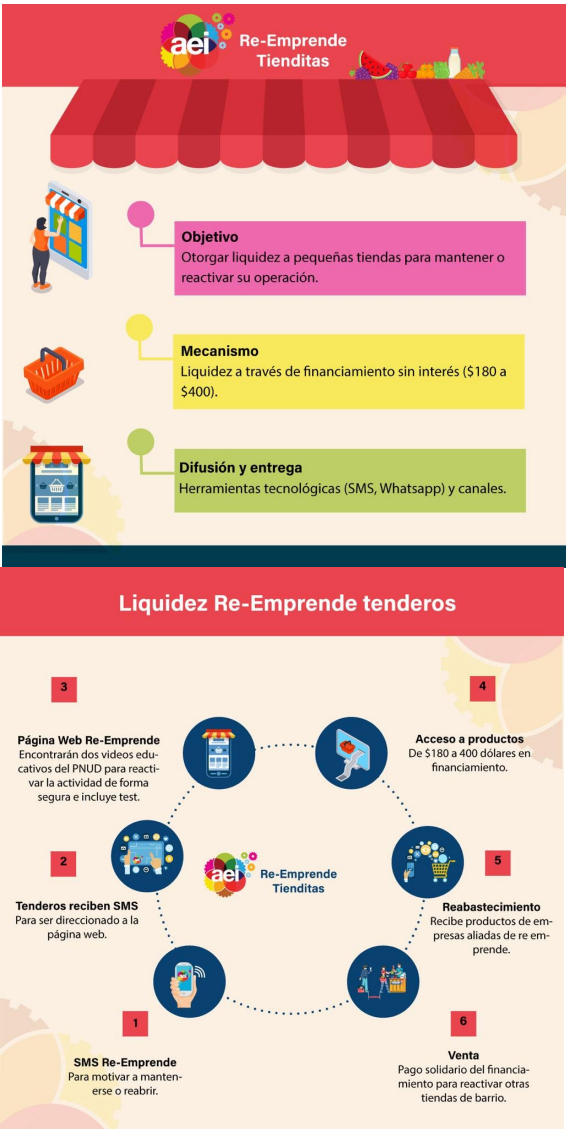 aei
Re-Emprende
Tienditas
Objetivo
Otorgar liquidez a pequeñas tiendas para mantener o
reactivar su operación.
Mecanismo
Liquidez a través de financiamiento sin interés ($180 a
$400).
Difusión y entrega
Herramientas tecnológicas (SMS, Whatsapp) y canales.
Liquidez Re-Emprende tenderos
3
Página Web Re-Emprende
Encontrarán dos videos edu-
cativos del PNUD para reacti-
var la actividad de forma
segura e incluye test.
4
Acceso a productos
De $180 a 400 dólares en
financiamiento.
2
Tenderos reciben SMS
Para ser direccionado a la
página web.
aei
Re-Emprende
Tienditas
5
Reabastecimiento
Recibe productos de em-
presas aliadas de re em-
prende.
1
SMS Re-Emprende
Para motivar a manten-
erse o reabrir.
6
Venta
Pago solidario del financia-
miento para reactivar otras
tiendas de barrio.